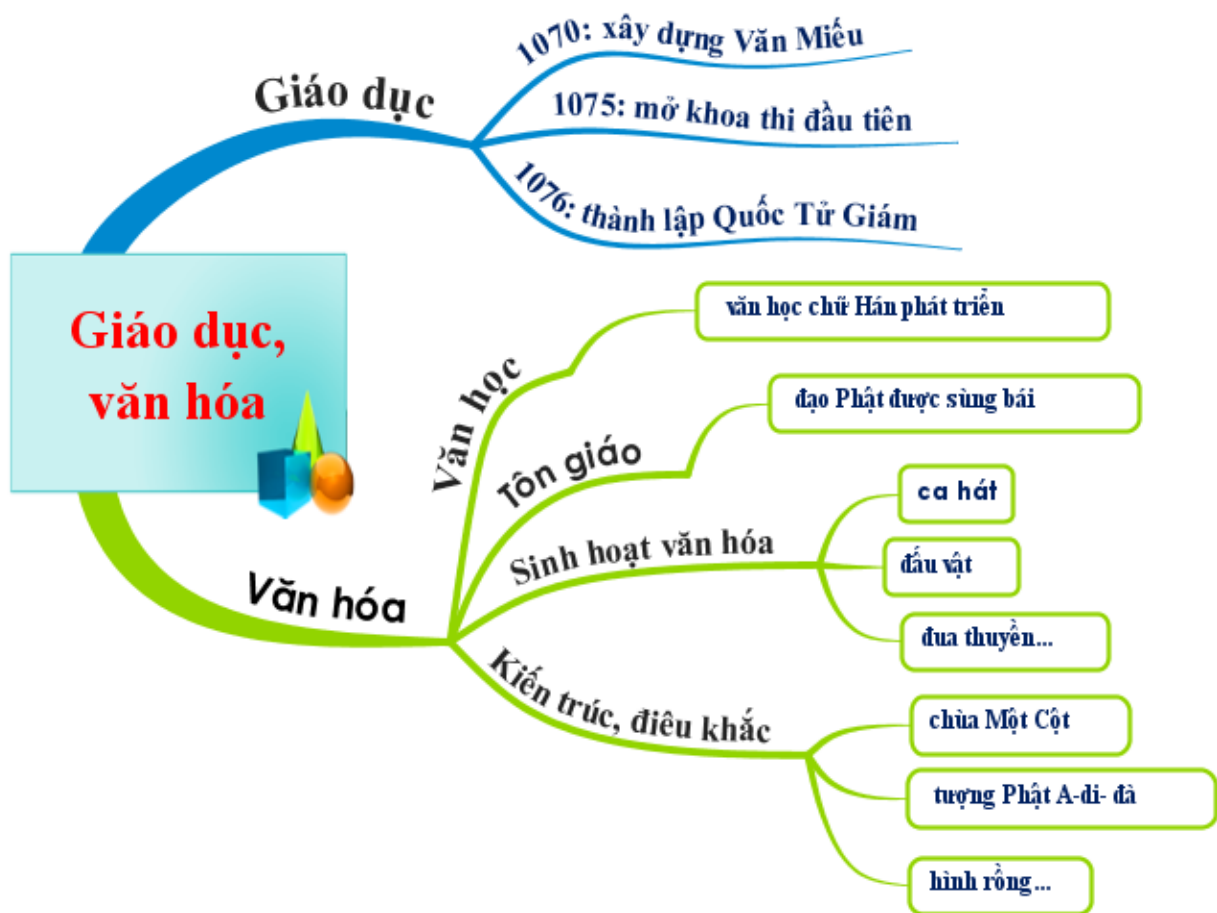 Giáo dục,
văn hóa
Giáo dục
1070: xây dựng Văn Miếu
1075: mở khoa thi đầu tiên
1076: thành lập Quốc Tử Giám
Văn hóa
Văn học
văn học chữ Hán phát triển
Tôn giáo
đạo Phật được sùng bái
Sinh hoạt văn hóa
ca hát
đấu vật
đua thuyền...
Kiến trúc, điêu khắc
chùa Một Cột
tượng Phật A-di- đà
hình rồng...